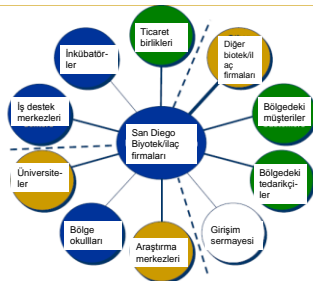 Ticaret
birlikleri
Diğer
biotek/il
aç
firmaları
İnkübatör-
ler
İş destek
merkezleri
San Diego
Biyotek/ilaç
firmaları
Bölgedeki
müşteriler
Üniversite-
ler
Bölgedeki
tedarikçi-
ler
Bölge
okullları
Araştırma
merkezleri
Girişim
sermayesi